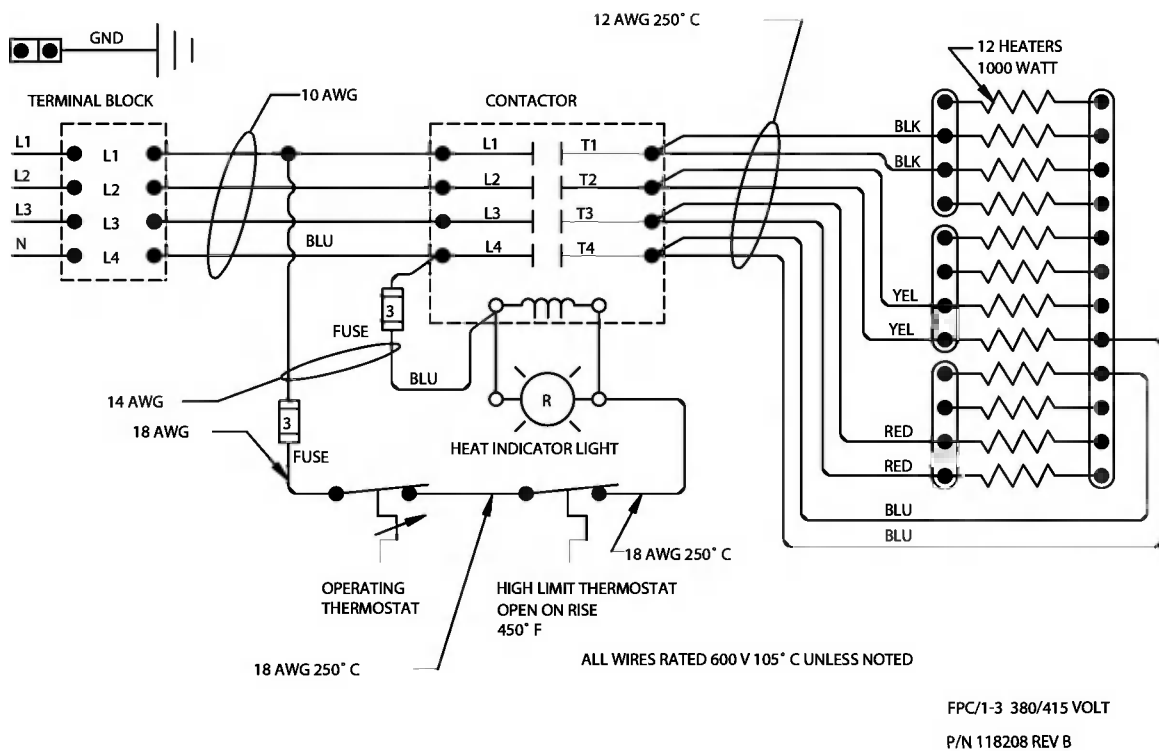 GND
12 AWG 250° C
12 HEATERS
1000 WATT
TERMINAL BLOCK
10 AWG
CONTACTOR
L1
L1
L1
T1
BLK
L2
L2
L2
T2
BLK
L3
L3
L3
T3
N
L4
BLU
L4
T4
3
FUSE
YEL
YEL
BLU
14 AWG
R
18 AWG
3
FUSE
HEAT INDICATOR LIGHT
RED
RED
BLU
BLU
18 AWG 250° C
OPERATING
THERMOSTAT
HIGH LIMIT THERMOSTAT
OPEN ON RISE
450° F
18 AWG 250° C
ALL WIRES RATED 600 V 105° C UNLESS NOTED
FPC/1-3 380/415 VOLT
P/N 118208 REV B